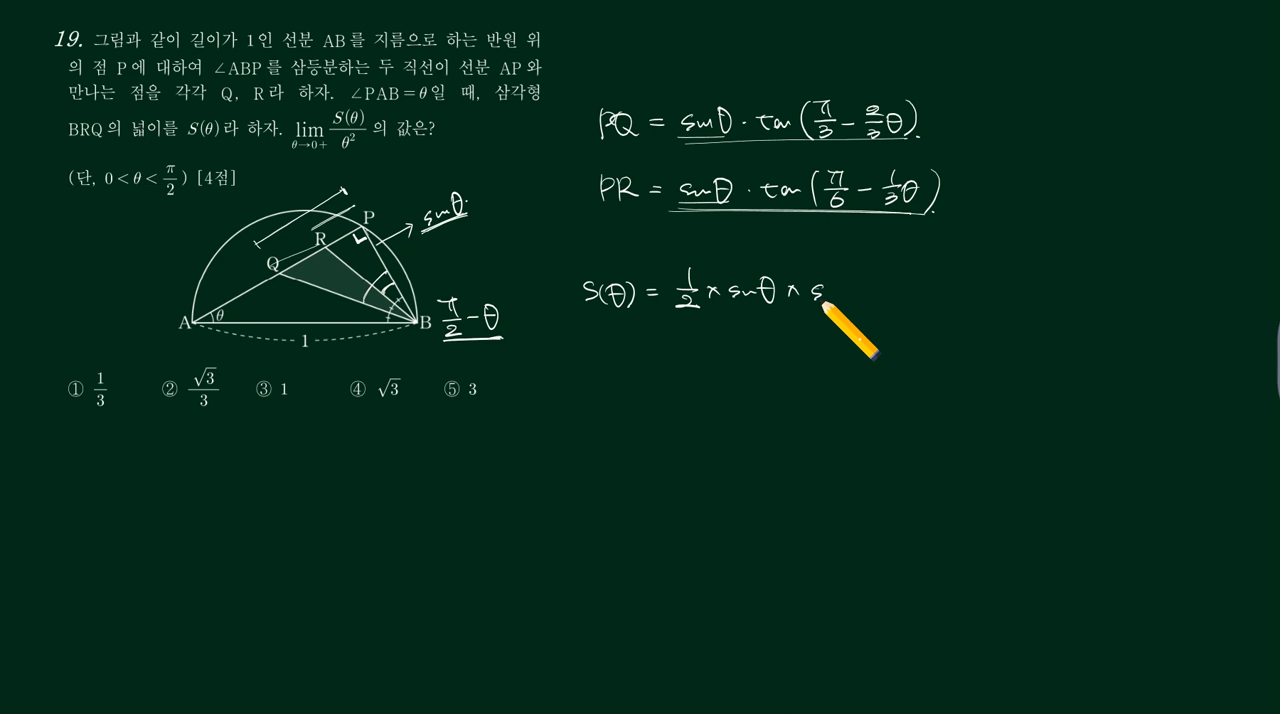 19. 그림과 같이 길이가 1인 선분 AB를 지름으로 하는 반원 위
의 점 P에 대하여 ∠ABP를 삼등분하는 두 직선이 선분 AP와
만나는 점을 각각 Q, R라 하자. ∠PAB=θ일 때, 삼각형
BRQ의 넓이를 S(θ)라 하자. lim θ→0+ S(θ)/θ² 의 값은?
(단, 0<θ<π/2) [4점]
P
sinθ
R
Q
A θ B π/2 - θ
1
① 1/3 ② √3/3 ③ 1 ④ √3 ⑤ 3
PQ = sinθ · tan(π/3 - 2/3 θ)
PR = sinθ · tan(π/6 - 1/3 θ)
S(θ) = 1/2 × sinθ × s